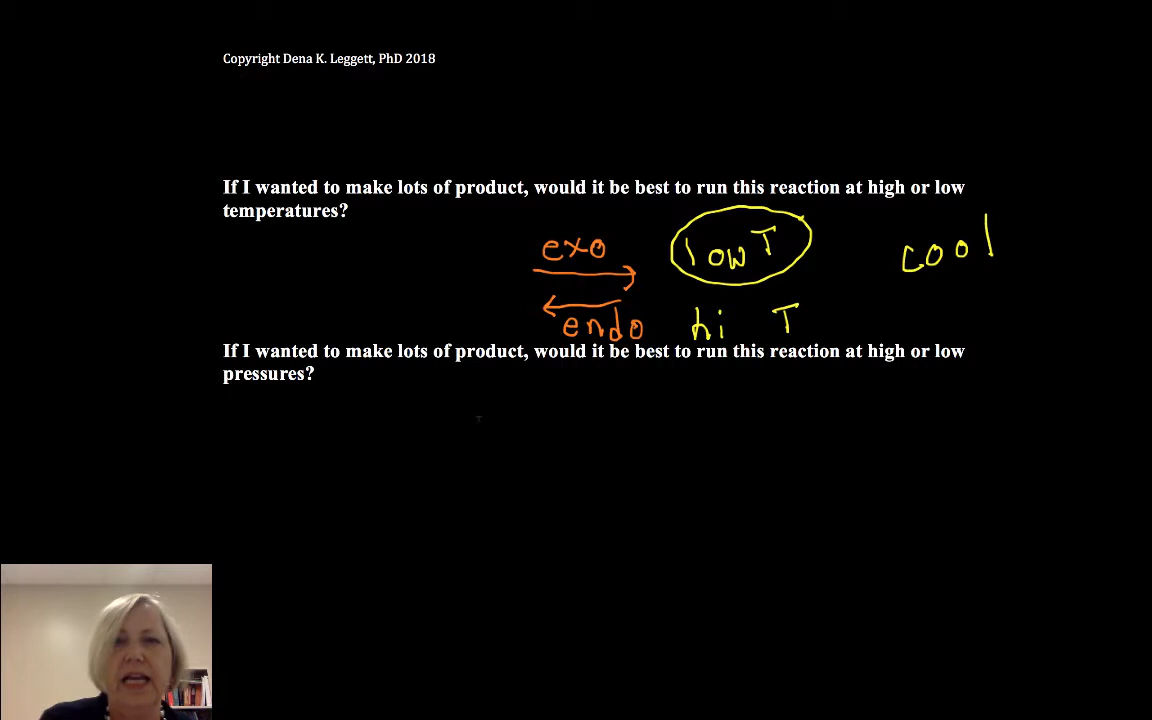 Copyright Dena K. Leggett, PhD 2018
If I wanted to make lots of product, would it be best to run this reaction at high or low
temperatures?
exo low T cool
endo hi T
If I wanted to make lots of product, would it be best to run this reaction at high or low
pressures?